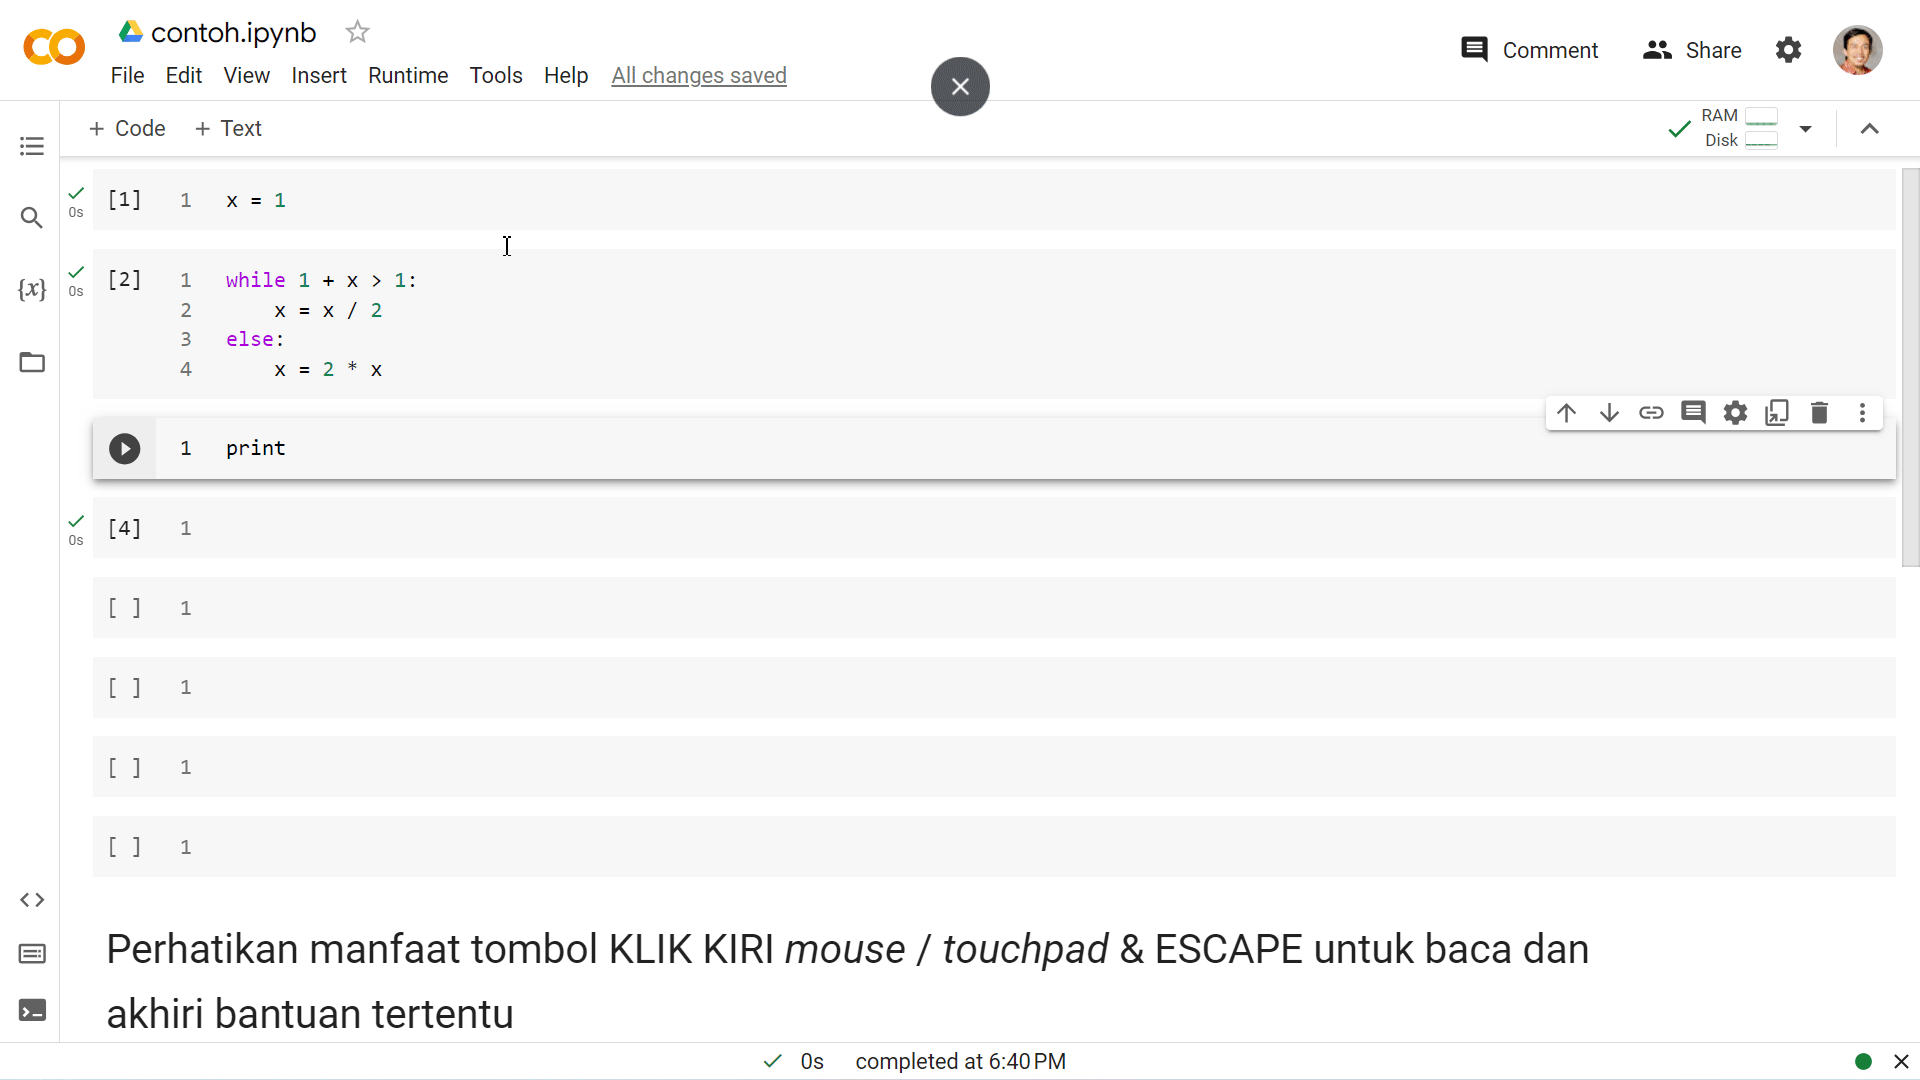 contoh.ipynb
File Edit View Insert Runtime Tools Help All changes saved
Comment Share
+ Code + Text
RAM
Disk
[1] 1 x = 1
0s
[2] 1 while 1 + x > 1:
0s
2 x = x / 2
3 else:
4 x = 2 * x
1 print
[4] 1
0s
[ ] 1
[ ] 1
[ ] 1
[ ] 1
Perhatikan manfaat tombol KLIK KIRI mouse / touchpad & ESCAPE untuk baca dan
akhiri bantuan tertentu
0s completed at 6:40 PM